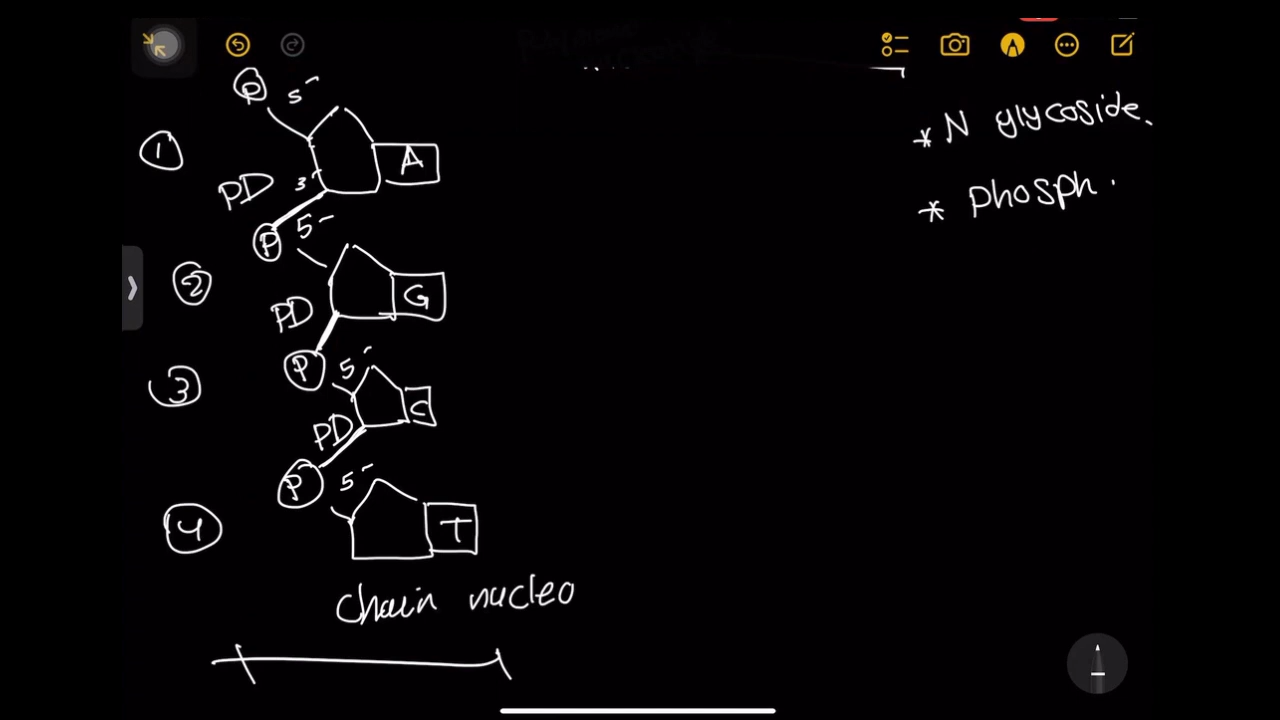 P 5
* N glycoside.
1
A
PD 3
* phosph.
P 5
2
G
PD
P 5
3
C
PD
P 5
4
T
chain nucleo